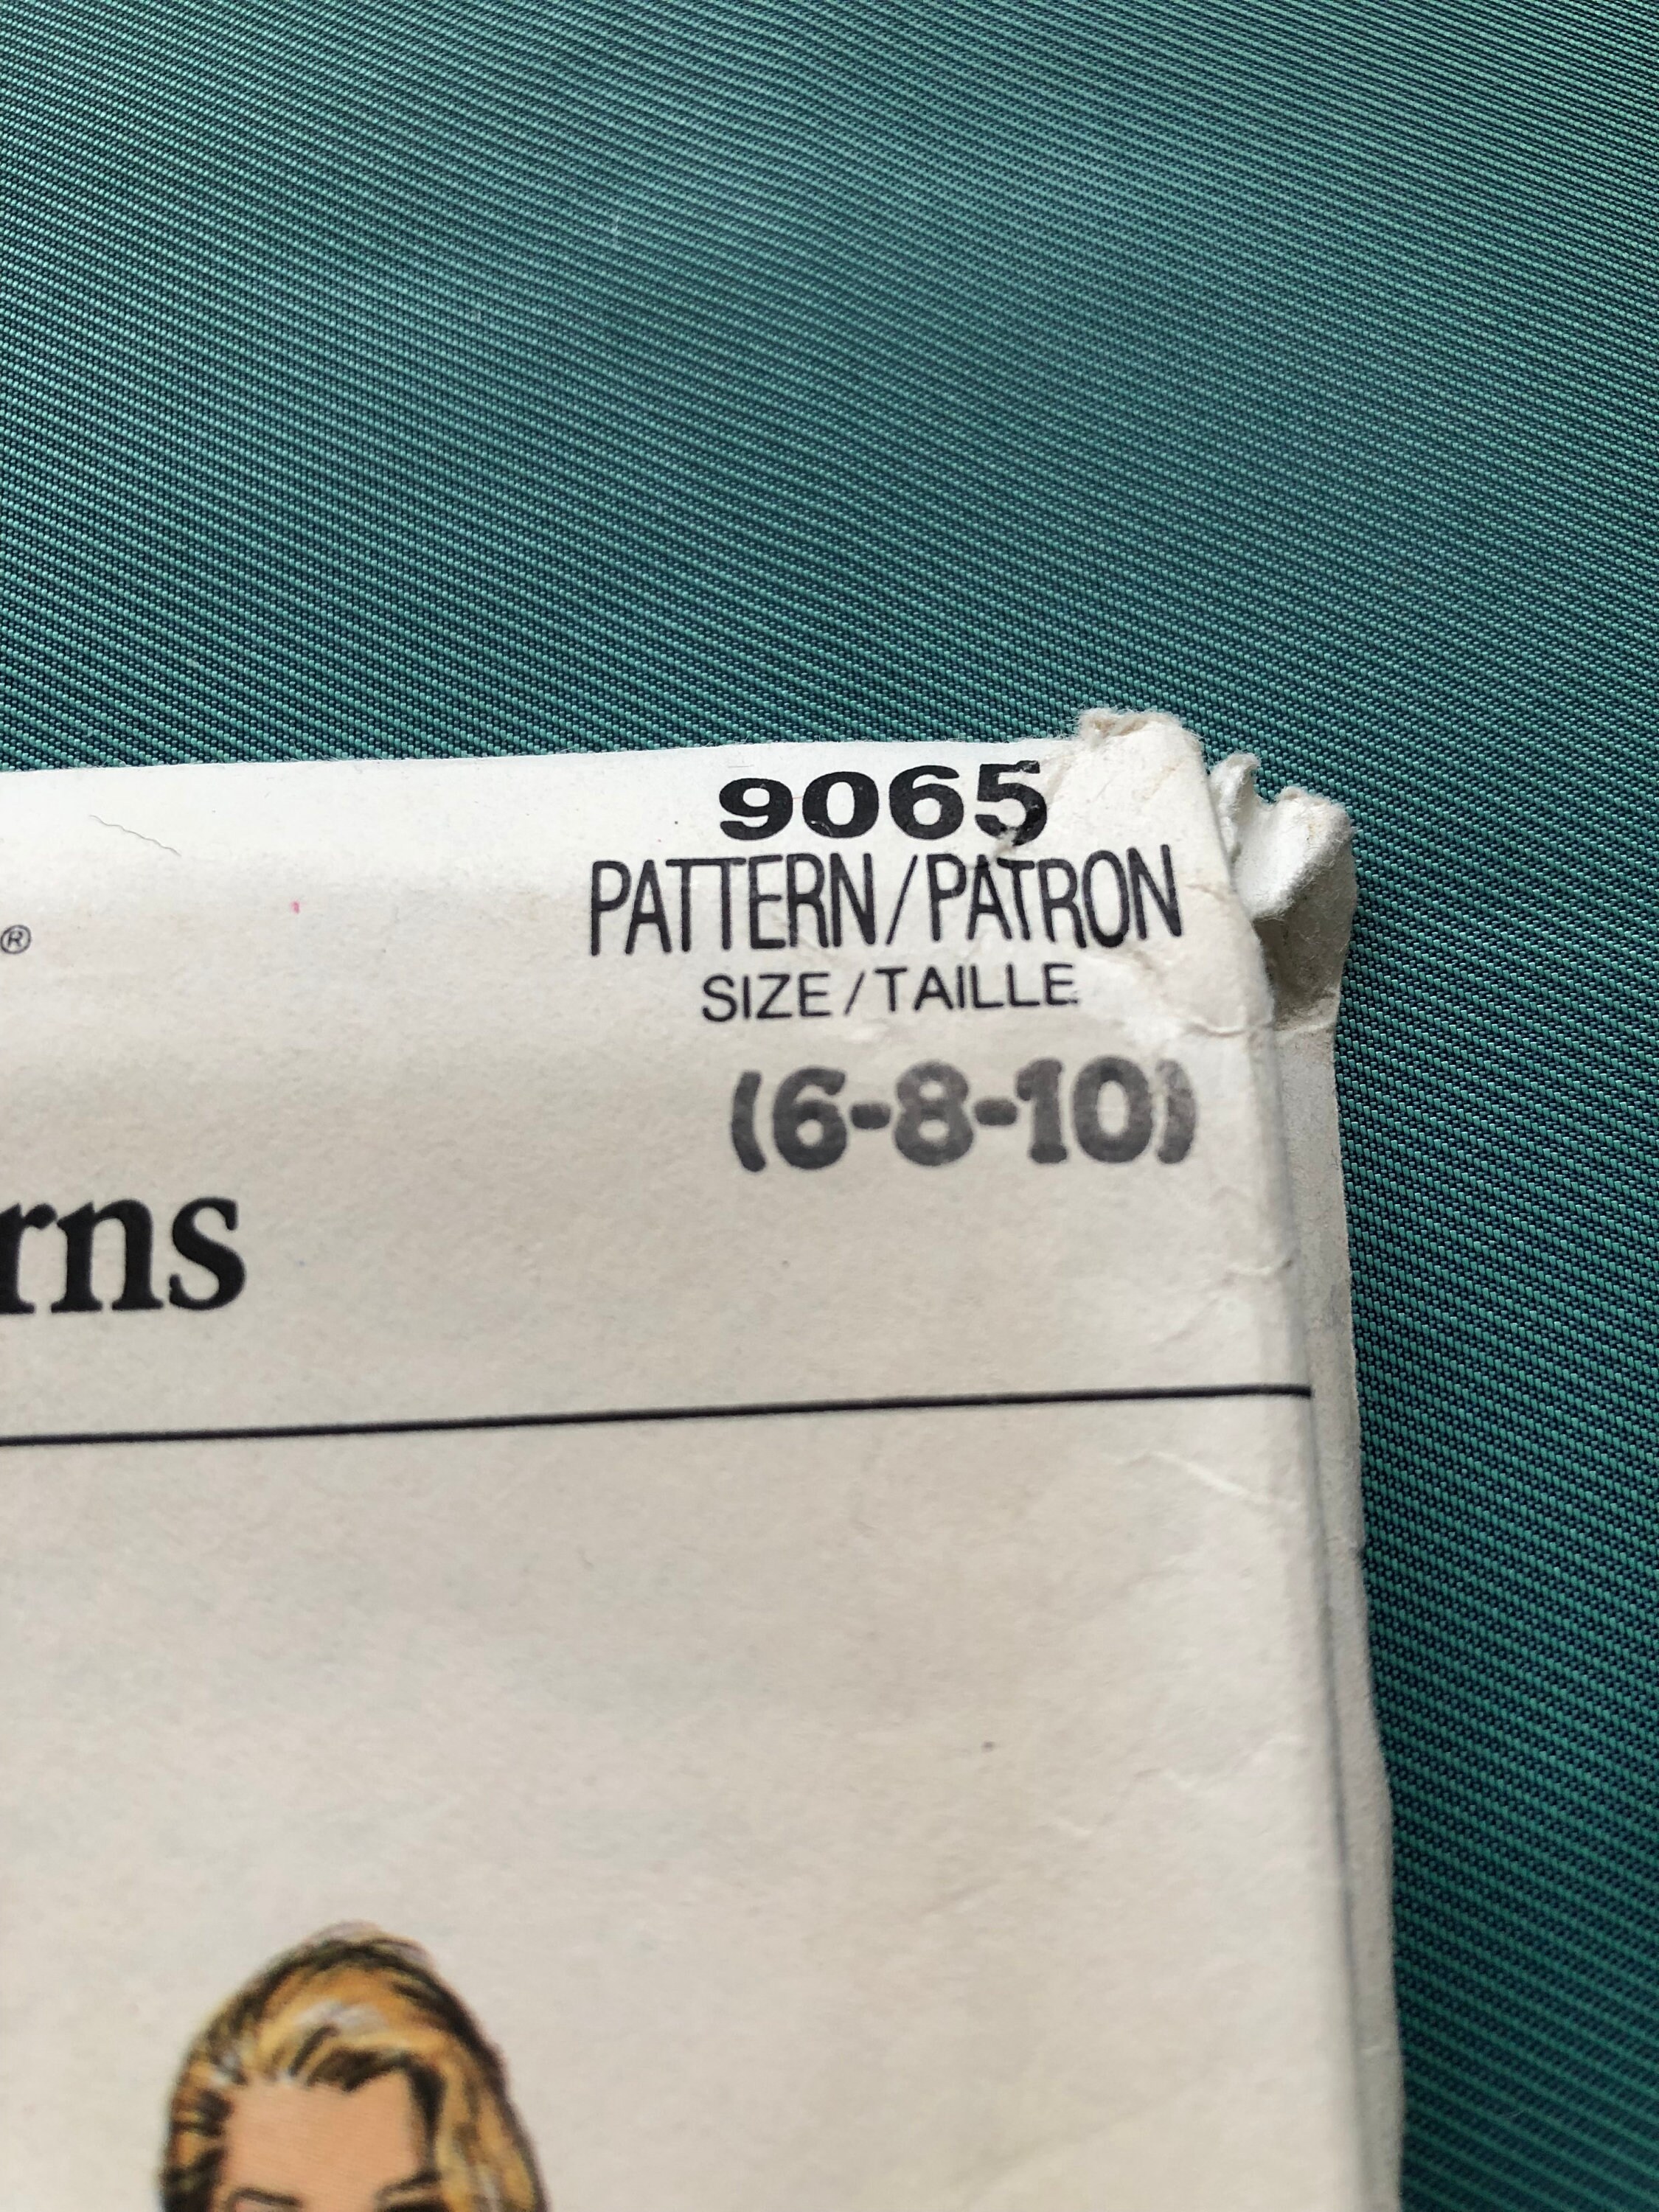 9065
PATTERN/PATRON
®
SIZE/TAILLE
(6-8-10)
rns